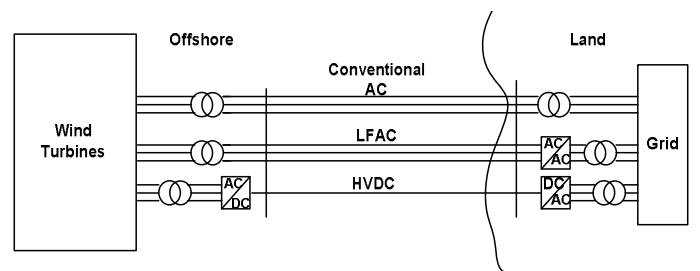 Offshore
Land
Conventional
AC
Wind
Turbines
LFAC
AC
AC
Grid
AC
DC
HVDC
DC
AC